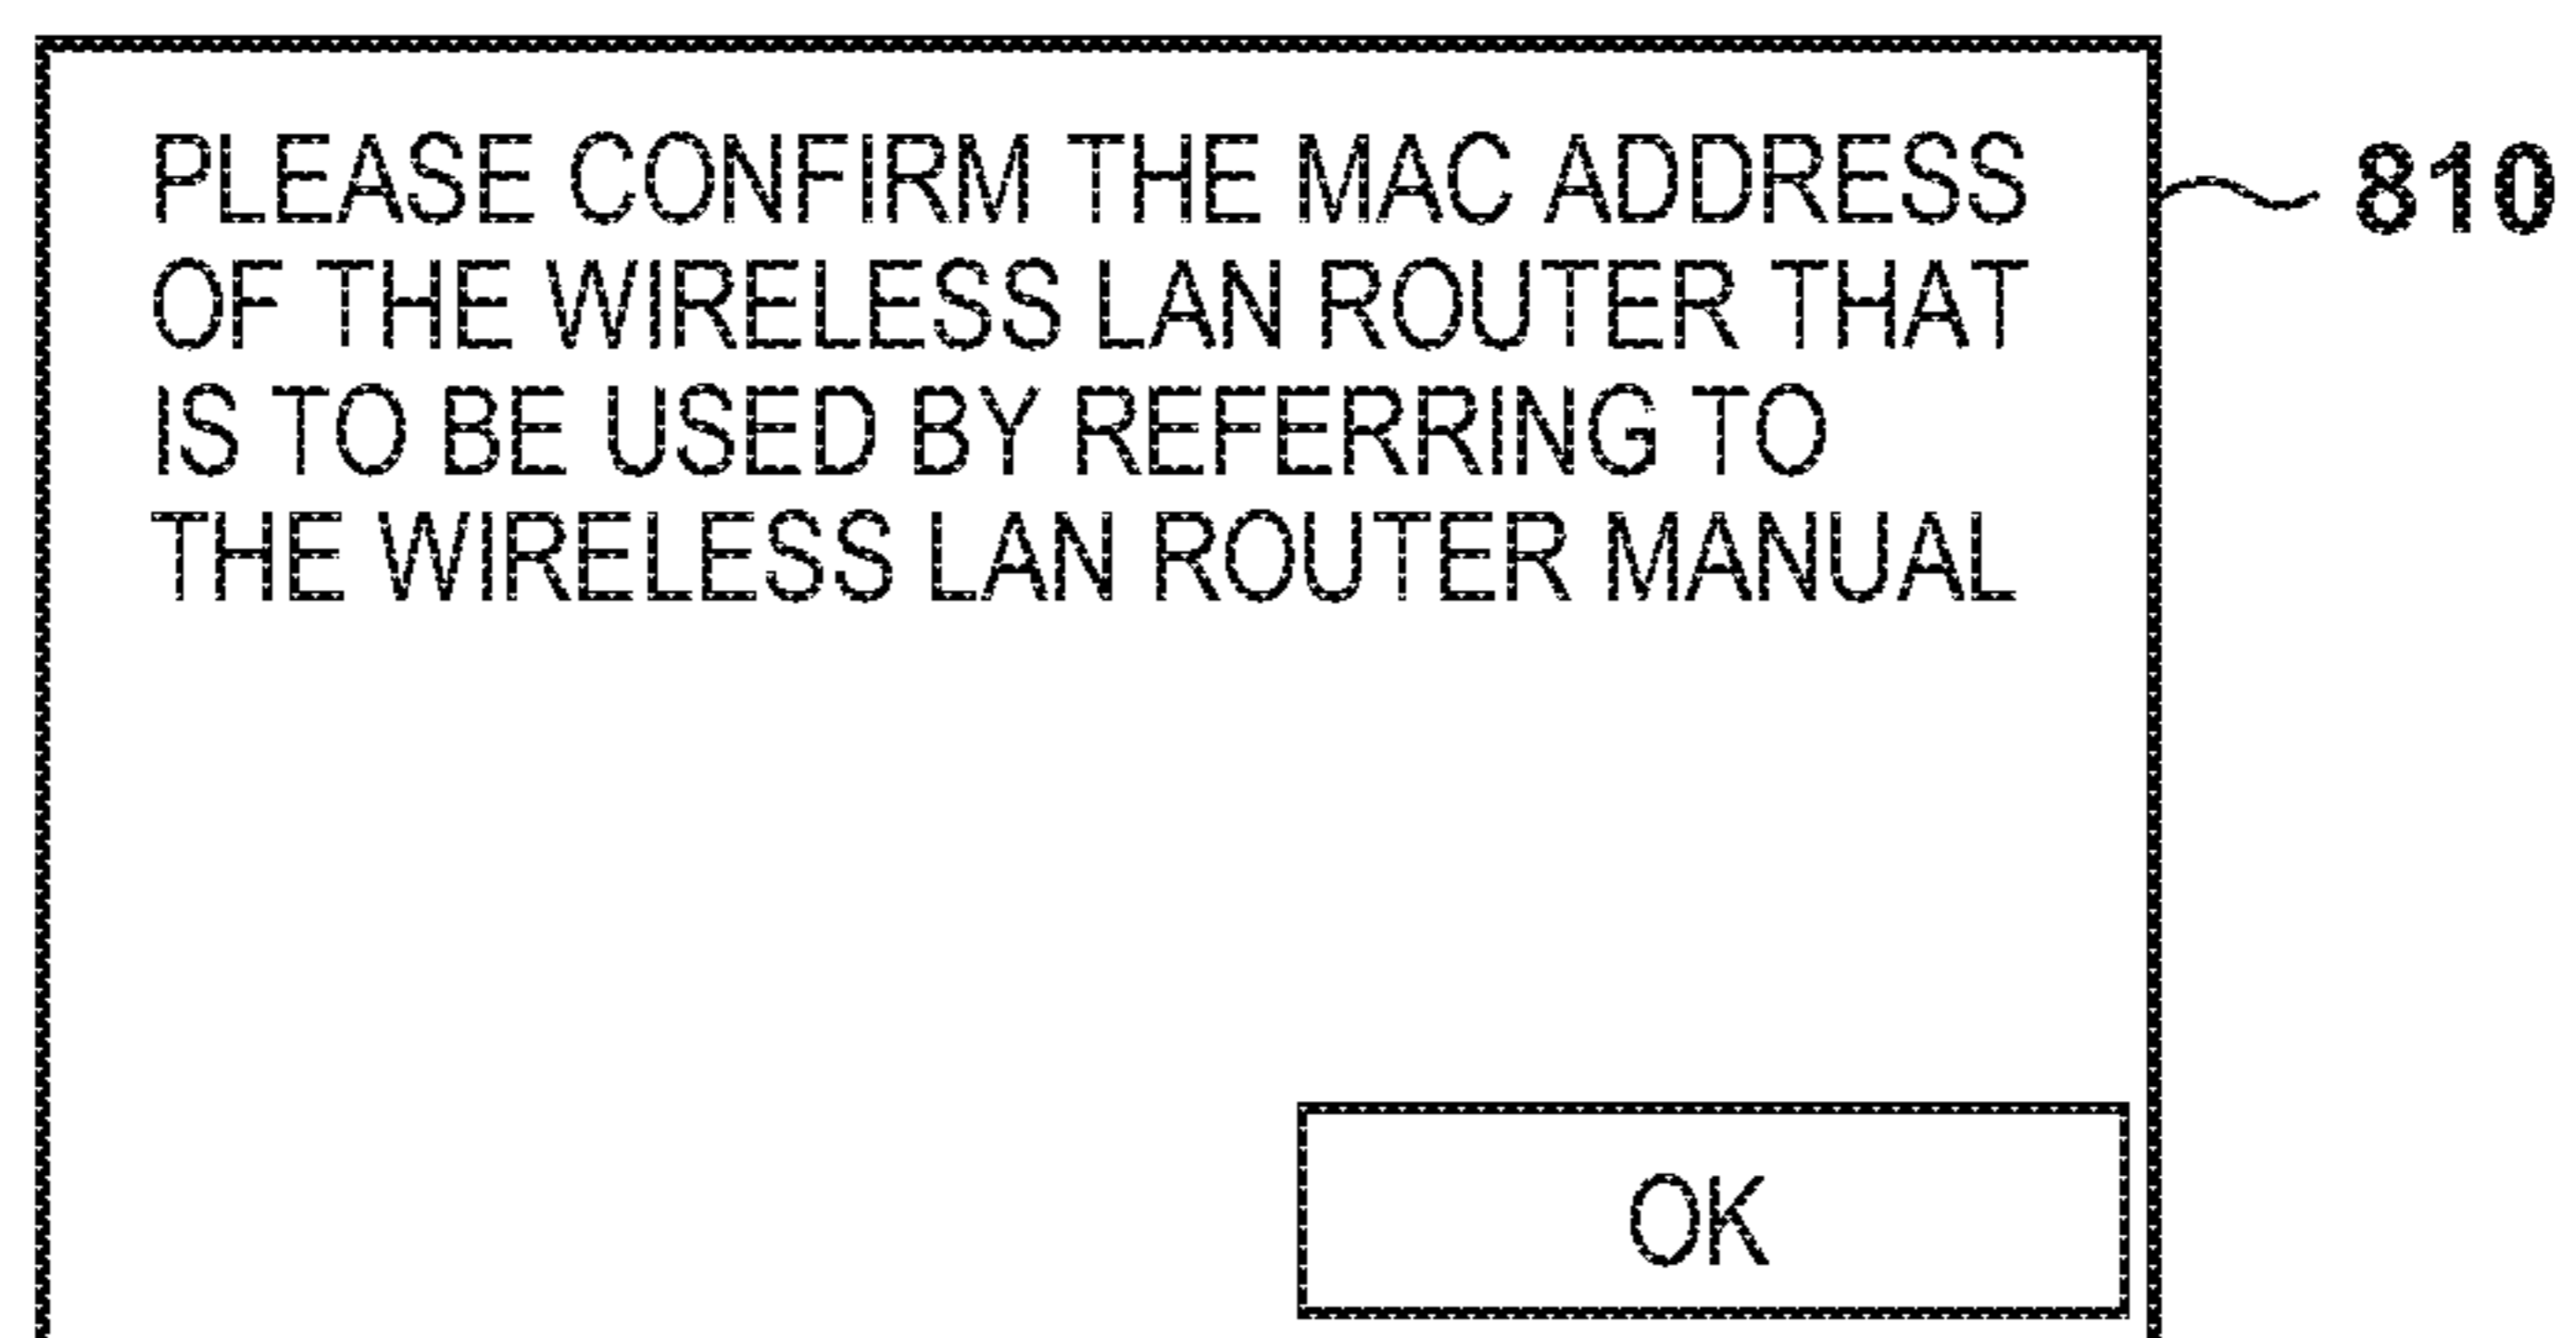 PLEASE CONFIRM THE MAC ADDRESS
OF THE WIRELESS LAN ROUTER THAT
IS TO BE USED BY REFERRING TO
THE WIRELESS LAN ROUTER MANUAL
810
OK